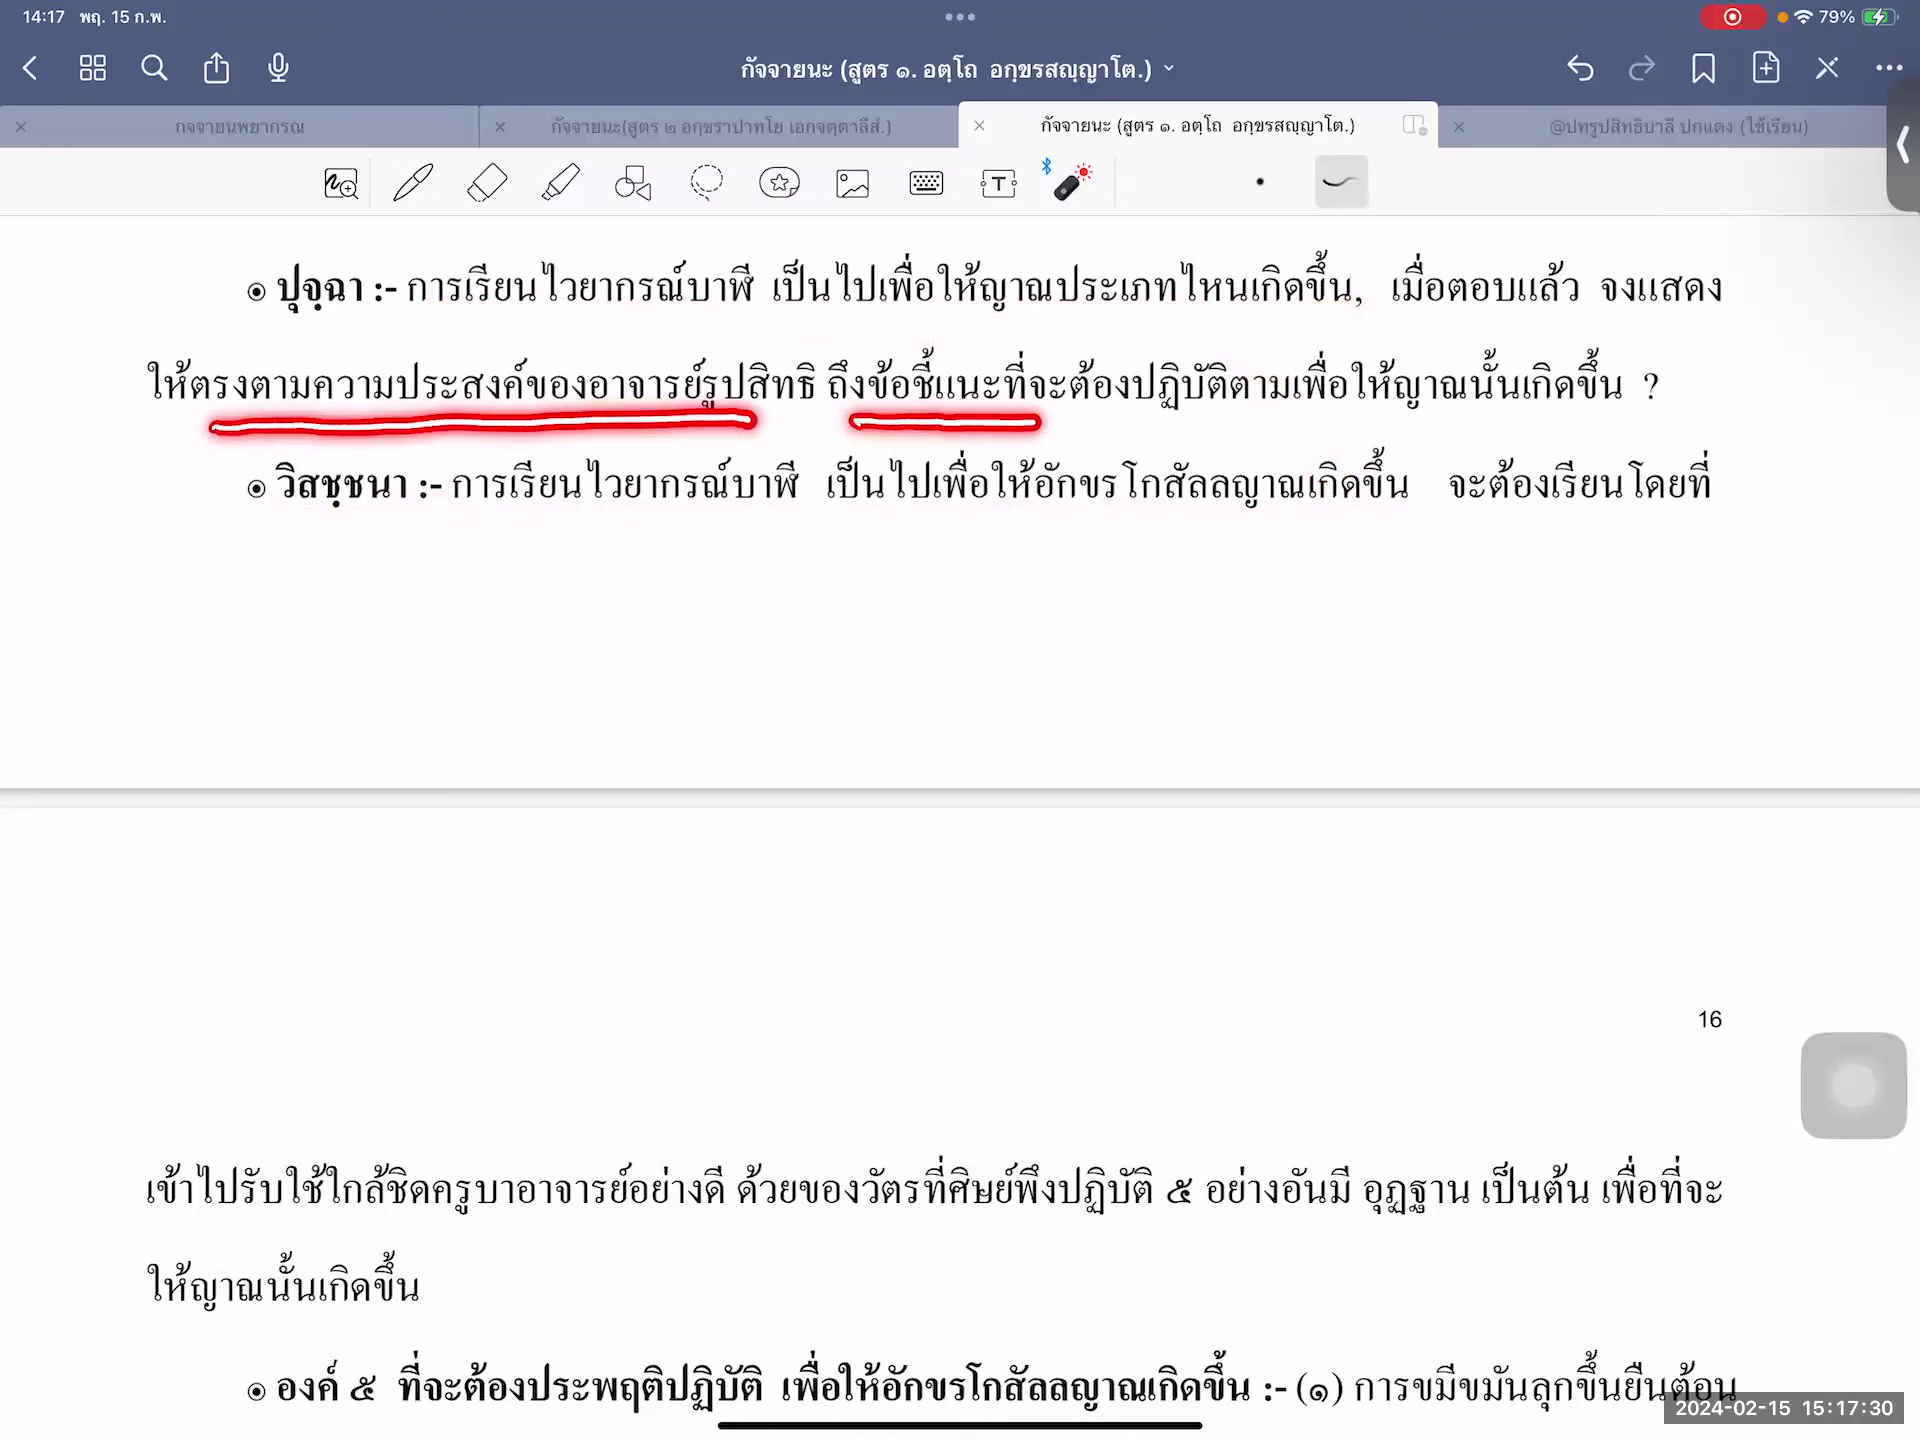 14:17 พฤ. 15 ก.พ.
79%
กัจจายนะ (สูตร ๑. อตฺโถ อกฺขรสญฺญาโต.)
กจจายนพยากรณ
กัจจายนะ(สูตร ๒ อกฺขราปาทโย เอกจตฺตาลีสํ.)
กัจจายนะ (สูตร ๑. อตฺโถ อกฺขรสญฺญาโต.)
@ปทรูปสิทธิบาลี ปกแดง (ใช้เรียน)
๏ ปุจฺฉา :- การเรียนไวยากรณ์บาฬี เป็นไปเพื่อให้ญาณประเภทไหนเกิดขึ้น, เมื่อตอบแล้ว จงแสดง
ให้ตรงตามความประสงค์ของอาจารย์รูปสิทธิ ถึงข้อชี้แนะที่จะต้องปฏิบัติตามเพื่อให้ญาณนั้นเกิดขึ้น ?
๏ วิสชฺชนา :- การเรียนไวยากรณ์บาฬี เป็นไปเพื่อให้อักขรโกสัลลญาณเกิดขึ้น จะต้องเรียนโดยที่
16
เข้าไปรับใช้ใกล้ชิดครูบาอาจารย์อย่างดี ด้วยของวัตรที่ศิษย์พึงปฏิบัติ ๕ อย่างอันมี อุฏฐาน เป็นต้น เพื่อที่จะ
ให้ญาณนั้นเกิดขึ้น
๏ องค์ ๕ ที่จะต้องประพฤติปฏิบัติ เพื่อให้อักขรโกสัลลญาณเกิดขึ้น :- (๑) การขมีขมันลุกขึ้นยืนต้อน
2024-02-15 15:17:30